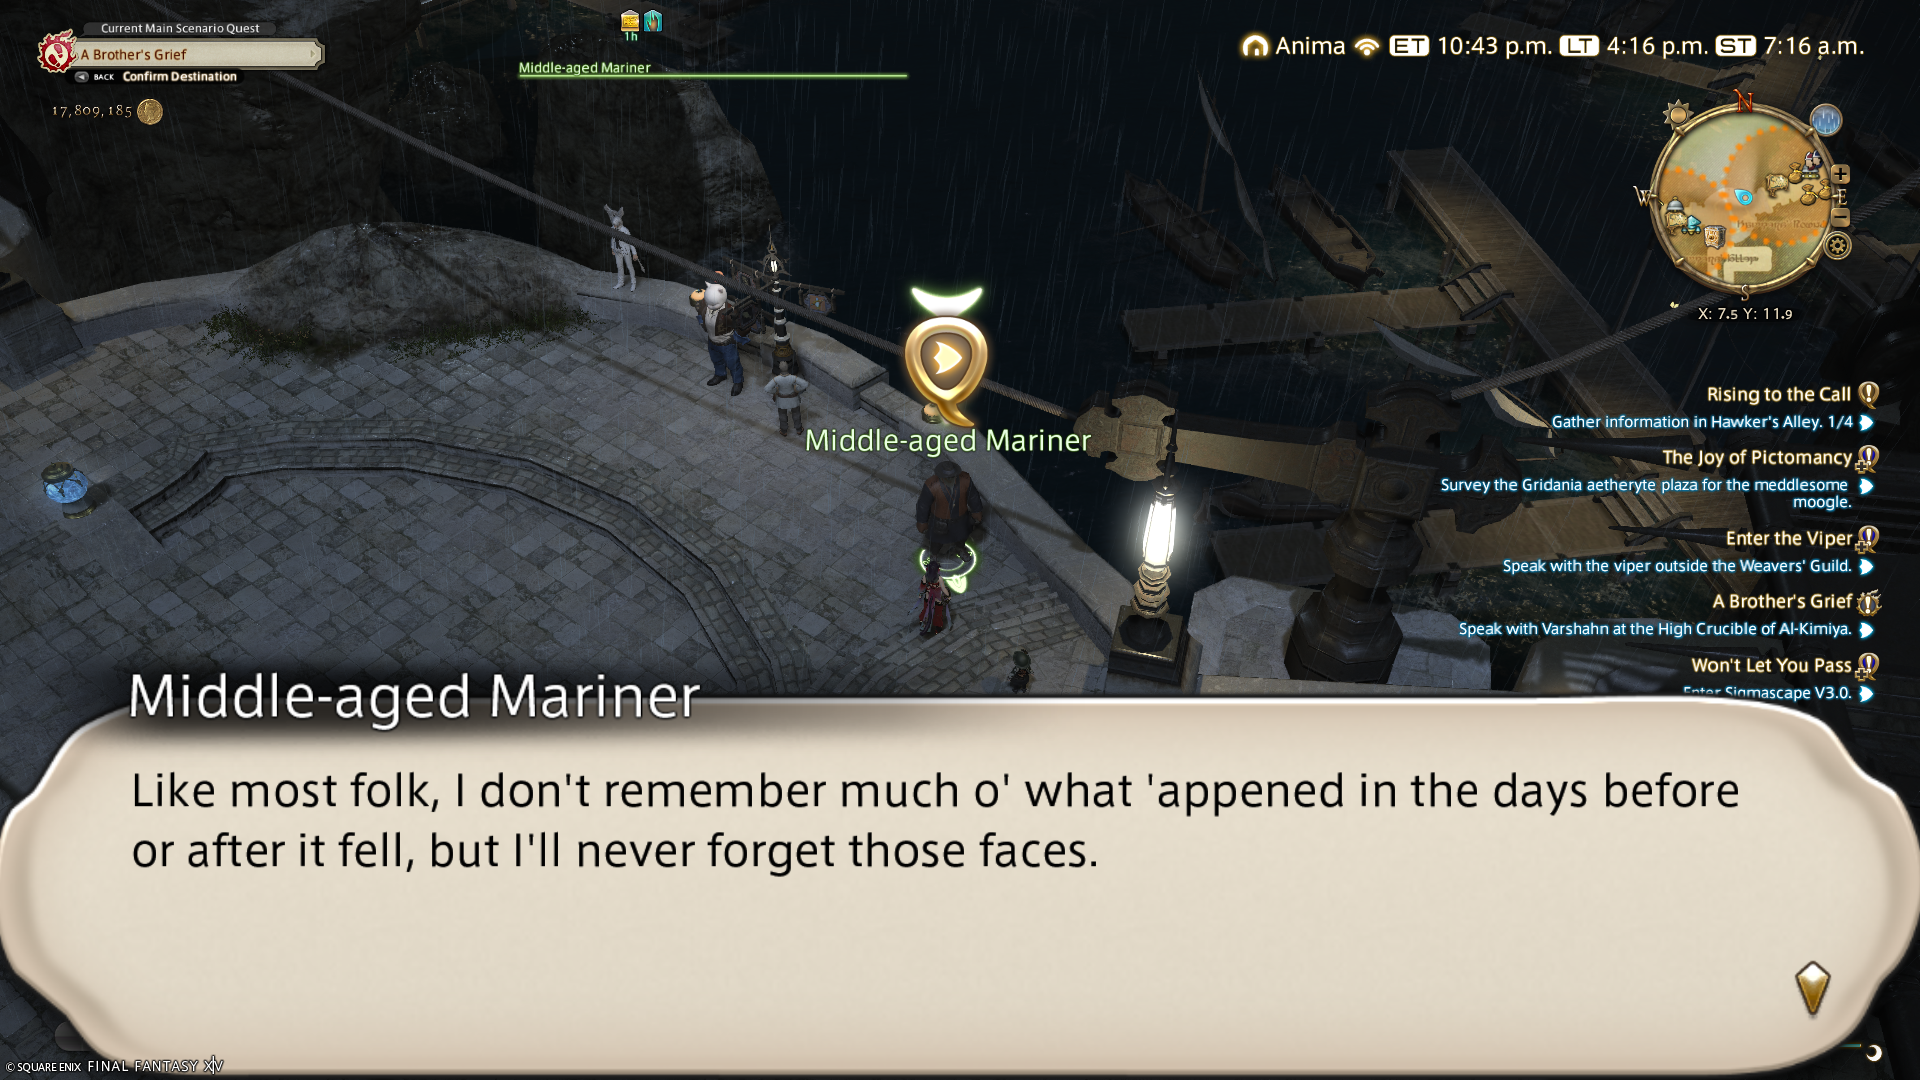 Current Main Scenario Quest
A Brother's Grief
BACK Confirm Destination
17,809,185
1h
Middle-aged Mariner
Anima ET 10:43 p.m. LT 4:16 p.m. ST 7:16 a.m.
N
W
E
S
X: 7.5 Y: 11.9
Rising to the Call
Gather information in Hawker's Alley. 1/4
The Joy of Pictomancy
Survey the Gridania aetheryte plaza for the meddlesome
moogle.
Enter the Viper
Speak with the viper outside the Weavers' Guild.
A Brother's Grief
Speak with Varshahn at the High Crucible of Al-Kimiya.
Won't Let You Pass
Enter Sigmascape V3.0.
Middle-aged Mariner
Middle-aged Mariner
Like most folk, I don't remember much o' what 'appened in the days before
or after it fell, but I'll never forget those faces.
© SQUARE ENIX FINAL FANTASY XIV